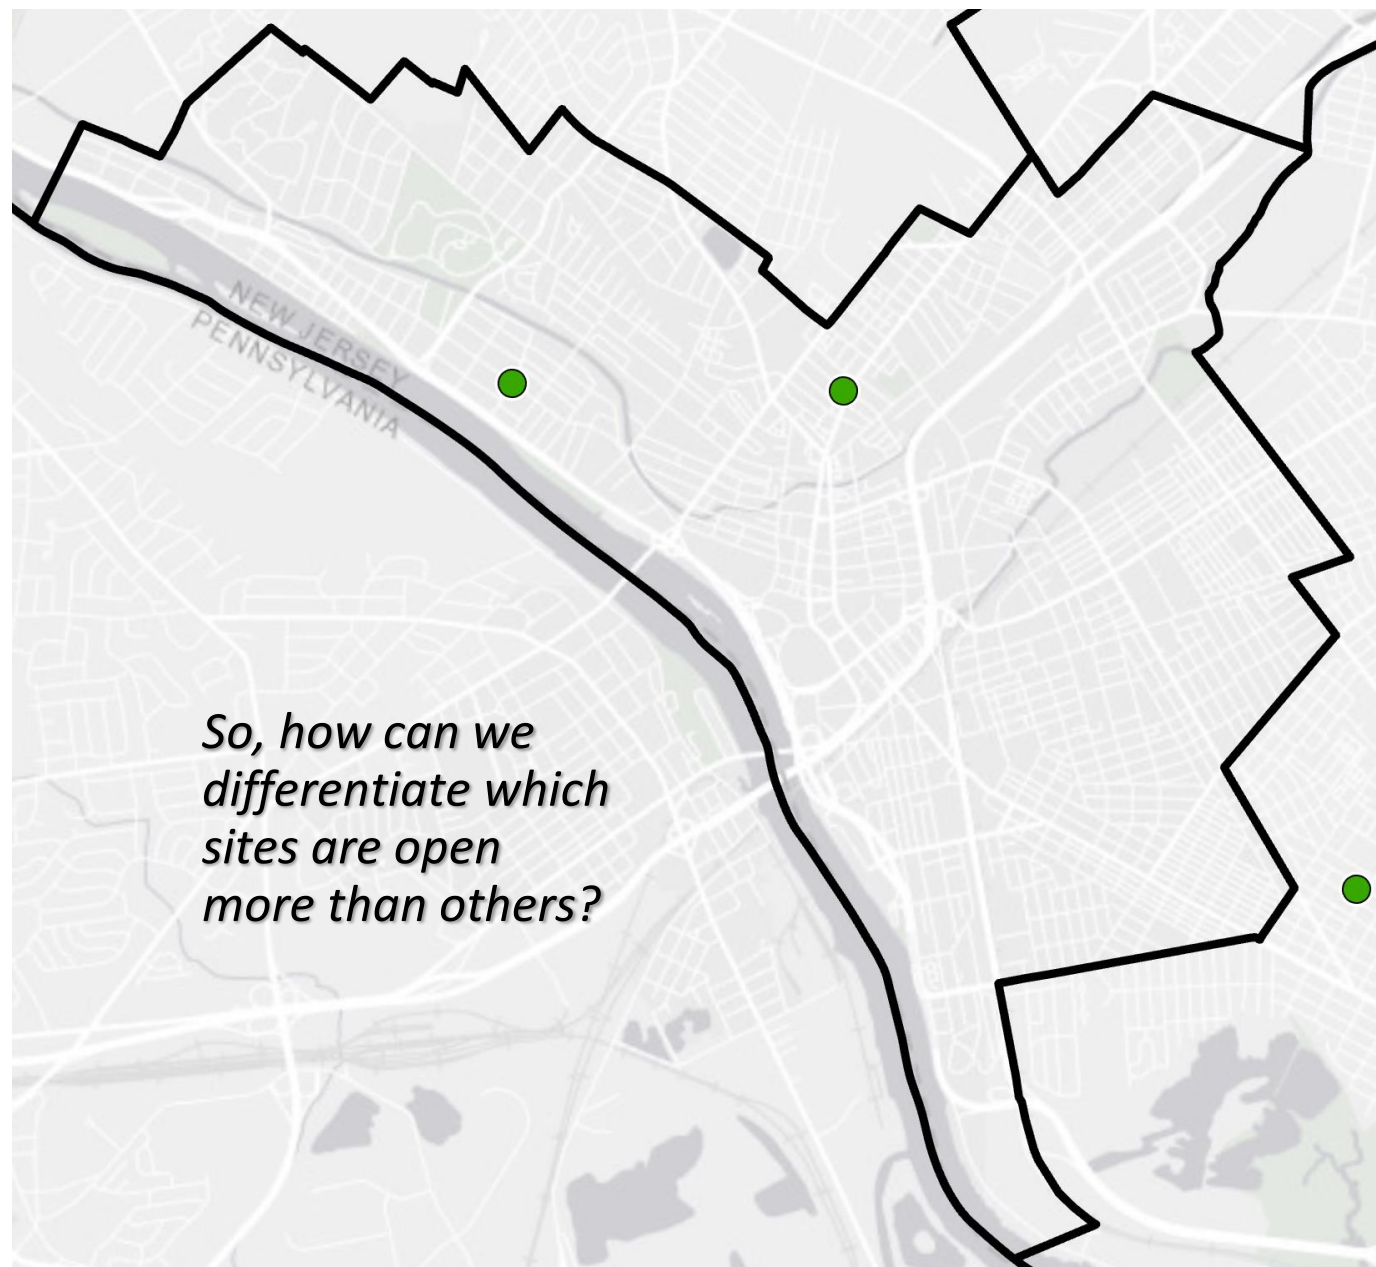 NEW JERSEY
PENNSYLVANIA
So, how can we
differentiate which
sites are open
more than others?